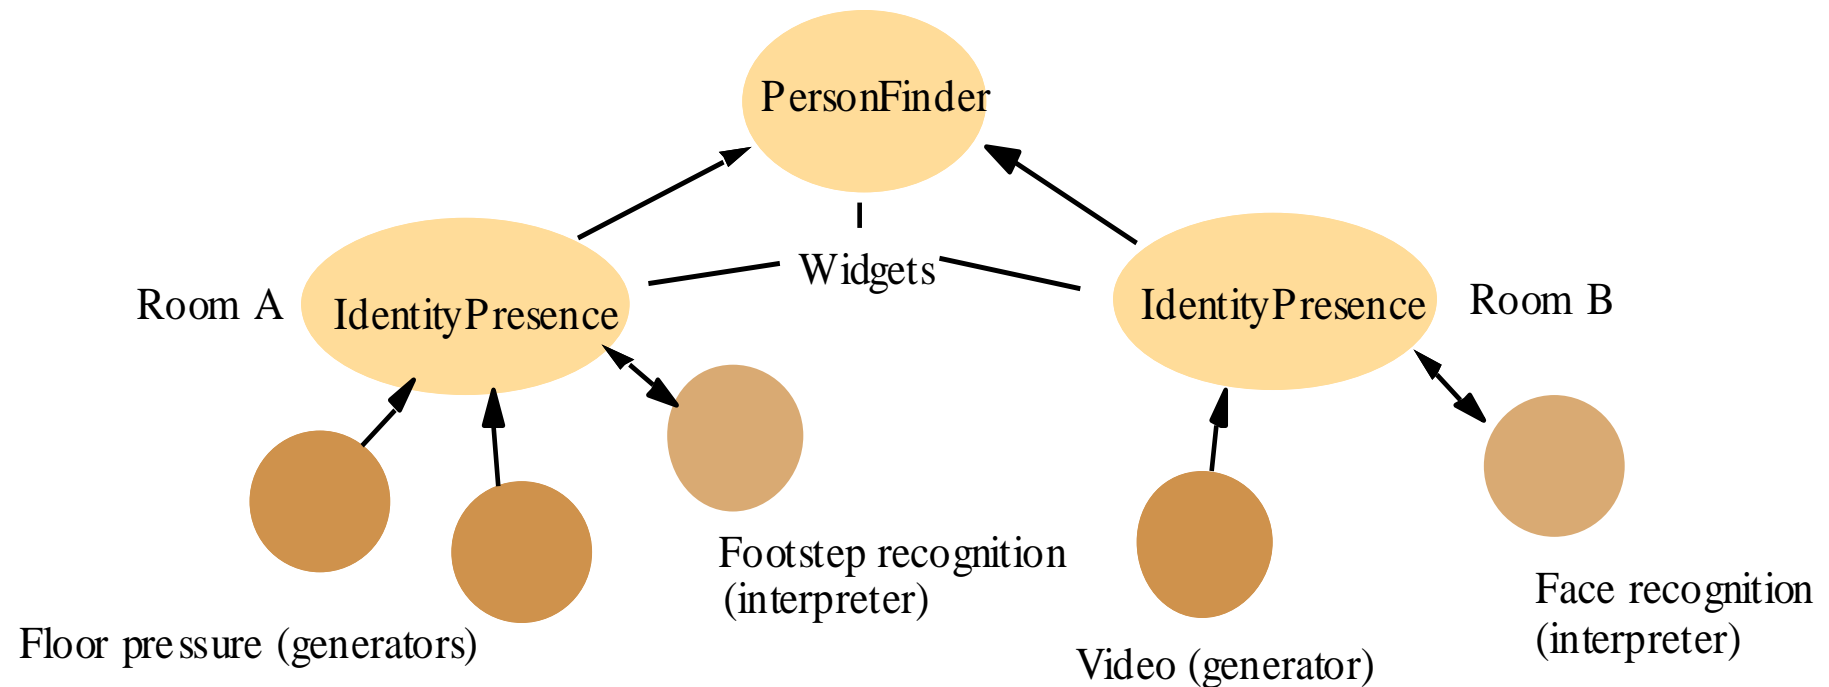 PersonFinder
Widgets
Room A
IdentityPresence
IdentityPresence
Room B
Footstep recognition
(interpreter)
Face recognition
(interpreter)
Floor pressure (generators)
Video (generator)